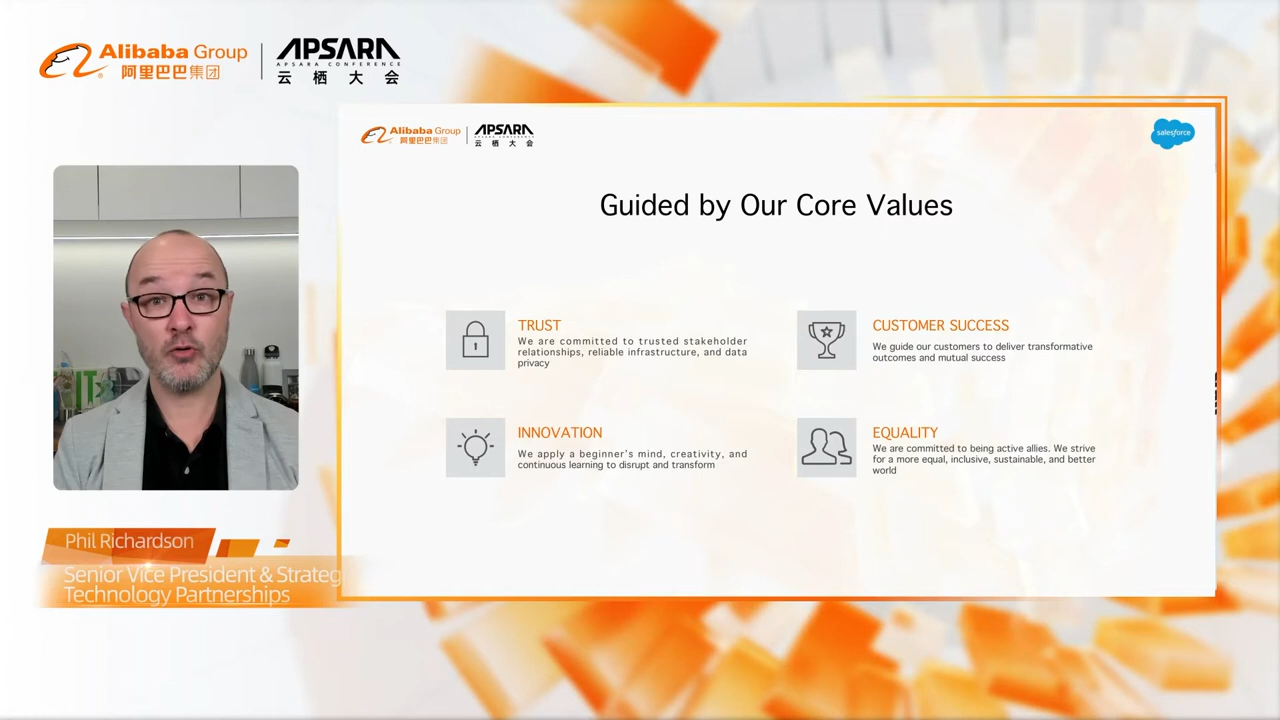 Alibaba Group
阿里巴巴集团
APSARA
APSARA CONFERENCE
云栖大会
Alibaba Group
阿里巴巴集团
APSARA
云栖大会
salesforce
Guided by Our Core Values
TRUST
We are committed to trusted stakeholder
relationships, reliable infrastructure, and data
privacy
CUSTOMER SUCCESS
We guide our customers to deliver transformative
outcomes and mutual success
INNOVATION
We apply a beginner's mind, creativity, and
continuous learning to disrupt and transform
EQUALITY
We are committed to being active allies. We strive
for a more equal, inclusive, sustainable, and better
world
IT
Phil Richardson
Senior Vice President & Strateg
Technology Partnerships